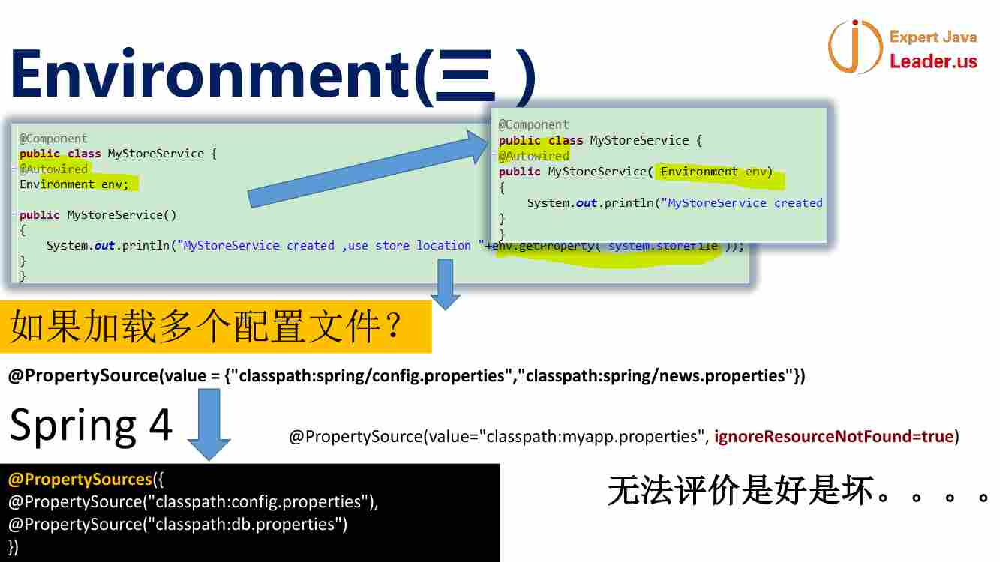 Expert Java
Leader.us
Environment(三 )
@Component
public class MyStoreService {
@Autowired
Environment env;
public MyStoreService()
{
System.out.println("MyStoreService created ,use store location "+env.getProperty( system.storefile ));
}
}
@Component
public class MyStoreService {
@Autowired
public MyStoreService( Environment env)
{
System.out.println("MyStoreService created
}
}
如果加载多个配置文件？
@PropertySource(value = {"classpath:spring/config.properties","classpath:spring/news.properties"})
Spring 4
@PropertySource(value="classpath:myapp.properties", ignoreResourceNotFound=true)
@PropertySources({
@PropertySource("classpath:config.properties"),
@PropertySource("classpath:db.properties")
})
无法评价是好是坏。。。。